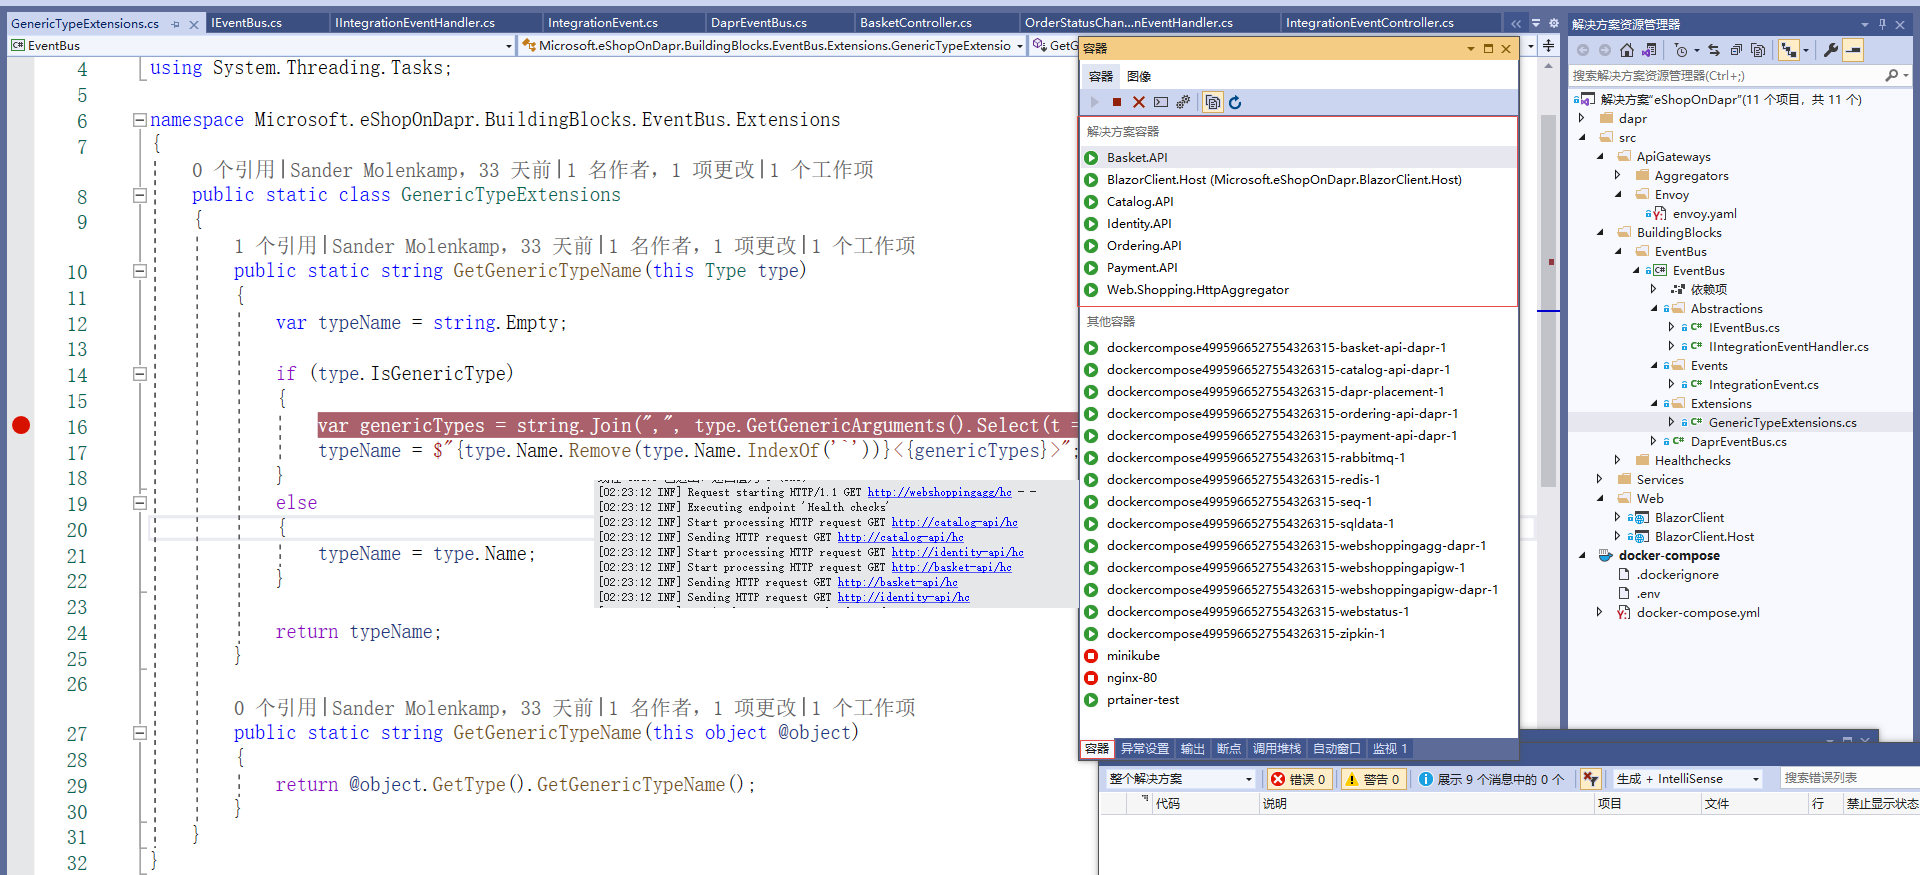 GenericTypeExtensions.cs
IEventBus.cs
IIntegrationEventHandler.cs
IntegrationEvent.cs
DaprEventBus.cs
BasketController.cs
OrderStatusChan...nEventHandler.cs
IntegrationEventController.cs
EventBus
Microsoft.eShopOnDapr.BuildingBlocks.EventBus.Extensions.GenericTypeExtensio
GetG
4 using System.Threading.Tasks;
5
6 namespace Microsoft.eShopOnDapr.BuildingBlocks.EventBus.Extensions
7 {
0 个引用|Sander Molenkamp，33 天前|1 名作者，1 项更改|1 个工作项
8 public static class GenericTypeExtensions
9 {
1 个引用|Sander Molenkamp，33 天前|1 名作者，1 项更改|1 个工作项
10 public static string GetGenericTypeName(this Type type)
11 {
12 var typeName = string.Empty;
13
14 if (type.IsGenericType)
15 {
16 var genericTypes = string.Join(",", type.GetGenericArguments().Select(t =
17 typeName = $"{type.Name.Remove(type.Name.IndexOf('`'))}<{genericTypes}>";
18 }
19 else
20 {
21 typeName = type.Name;
22 }
23
24 return typeName;
25 }
26
0 个引用|Sander Molenkamp，33 天前|1 名作者，1 项更改|1 个工作项
27 public static string GetGenericTypeName(this object @object)
28 {
29 return @object.GetType().GetGenericTypeName();
30 }
31 }
32 }
[02:23:12 INF] Request starting HTTP/1.1 GET http://webshoppingagg/hc - -
[02:23:12 INF] Executing endpoint 'Health checks'
[02:23:12 INF] Start processing HTTP request GET http://catalog-api/hc
[02:23:12 INF] Sending HTTP request GET http://catalog-api/hc
[02:23:12 INF] Start processing HTTP request GET http://identity-api/hc
[02:23:12 INF] Start processing HTTP request GET http://basket-api/hc
[02:23:12 INF] Sending HTTP request GET http://basket-api/hc
[02:23:12 INF] Sending HTTP request GET http://identity-api/hc
容器
容器 图像
解决方案容器
Basket.API
BlazorClient.Host (Microsoft.eShopOnDapr.BlazorClient.Host)
Catalog.API
Identity.API
Ordering.API
Payment.API
Web.Shopping.HttpAggregator
其他容器
dockercompose4995966527554326315-basket-api-dapr-1
dockercompose4995966527554326315-catalog-api-dapr-1
dockercompose4995966527554326315-dapr-placement-1
dockercompose4995966527554326315-ordering-api-dapr-1
dockercompose4995966527554326315-payment-api-dapr-1
dockercompose4995966527554326315-rabbitmq-1
dockercompose4995966527554326315-redis-1
dockercompose4995966527554326315-seq-1
dockercompose4995966527554326315-sqldata-1
dockercompose4995966527554326315-webshoppingagg-dapr-1
dockercompose4995966527554326315-webshoppingapigw-1
dockercompose4995966527554326315-webshoppingapigw-dapr-1
dockercompose4995966527554326315-webstatus-1
dockercompose4995966527554326315-zipkin-1
minikube
nginx-80
prtainer-test
容器 异常设置 输出 断点 调用堆栈 自动窗口 监视 1
整个解决方案 错误 0 警告 0 展示 9 个消息中的 0 个 生成 + IntelliSense 搜索错误列表
代码 说明 项目 文件 行 禁止显示状态
解决方案资源管理器
搜索解决方案资源管理器(Ctrl+;)
解决方案"eShopOnDapr"(11 个项目，共 11 个)
dapr
src
ApiGateways
Aggregators
Envoy
envoy.yaml
BuildingBlocks
EventBus
EventBus
依赖项
Abstractions
IEventBus.cs
IIntegrationEventHandler.cs
Events
IntegrationEvent.cs
Extensions
GenericTypeExtensions.cs
DaprEventBus.cs
Healthchecks
Services
Web
BlazorClient
BlazorClient.Host
docker-compose
.dockerignore
.env
docker-compose.yml